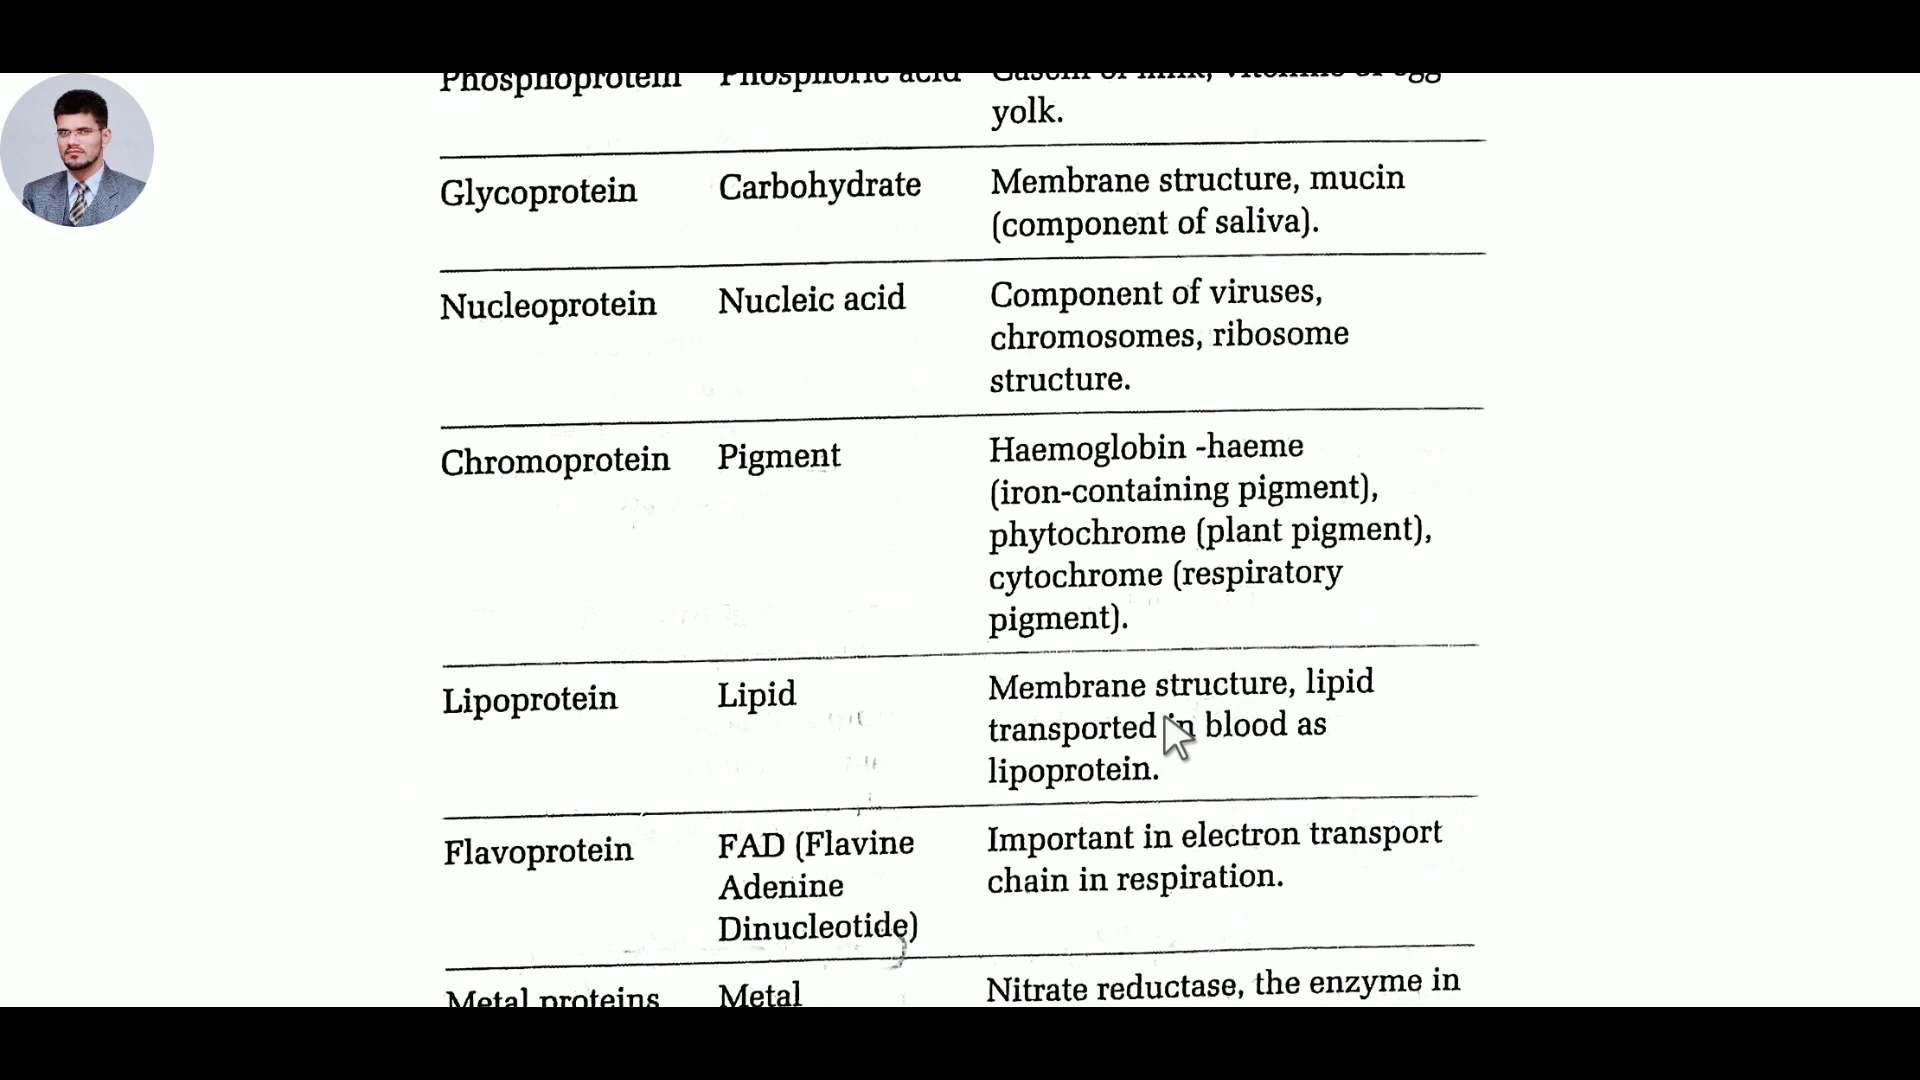 Phosphoprotein Phosphoric acid
yolk.
Glycoprotein Carbohydrate Membrane structure, mucin
(component of saliva).
Nucleoprotein Nucleic acid Component of viruses,
chromosomes, ribosome
structure.
Chromoprotein Pigment Haemoglobin -haeme
(iron-containing pigment),
phytochrome (plant pigment),
cytochrome (respiratory
pigment).
Lipoprotein Lipid Membrane structure, lipid
transported in blood as
lipoprotein.
Flavoprotein FAD (Flavine Important in electron transport
Adenine chain in respiration.
Dinucleotide)
Metal proteins Metal Nitrate reductase, the enzyme in